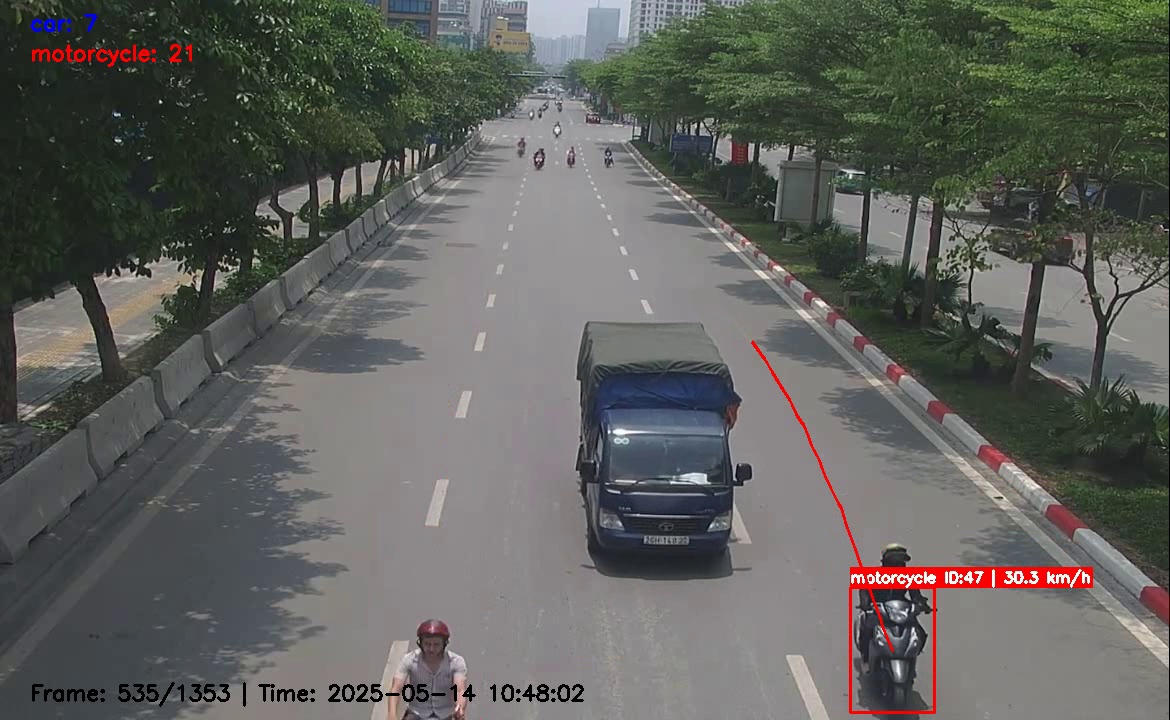 car: 7
motorcycle: 21
motorcycle ID:47 | 30.3 km/h
Frame: 535/1353 | Time: 2025-05-14 10:48:02